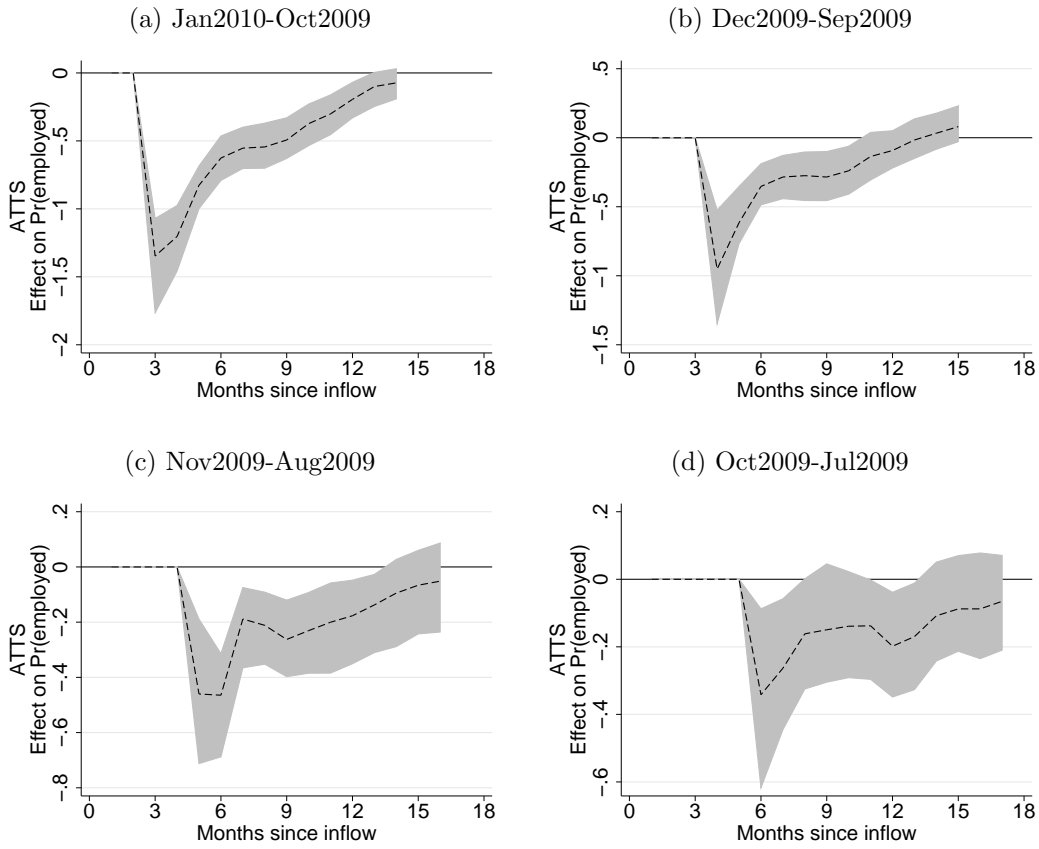 (a) Jan2010-Oct2009
ATTS
Effect on Pr(employed)
0
-.5
-1
-1.5
-2
0 3 6 9 12 15 18
Months since inflow
(b) Dec2009-Sep2009
ATTS
Effect on Pr(employed)
.5
0
-.5
-1
-1.5
0 3 6 9 12 15 18
Months since inflow
(c) Nov2009-Aug2009
ATTS
Effect on Pr(employed)
.2
0
-.2
-.4
-.6
-.8
0 3 6 9 12 15 18
Months since inflow
(d) Oct2009-Jul2009
ATTS
Effect on Pr(employed)
.2
0
-.2
-.4
-.6
0 3 6 9 12 15 18
Months since inflow